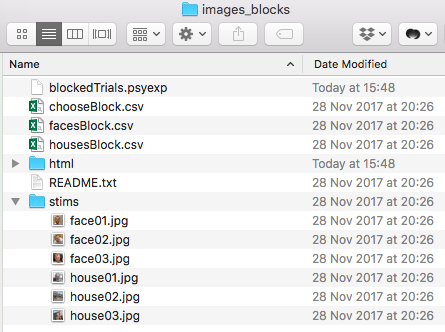 images_blocks
Name Date Modified
blockedTrials.psyexp Today at 15:48
chooseBlock.csv 28 Nov 2017 at 20:26
facesBlock.csv 28 Nov 2017 at 20:26
housesBlock.csv 28 Nov 2017 at 20:26
html Today at 15:48
README.txt 28 Nov 2017 at 20:26
stims 28 Nov 2017 at 20:26
face01.jpg 28 Nov 2017 at 20:26
face02.jpg 28 Nov 2017 at 20:26
face03.jpg 28 Nov 2017 at 20:26
house01.jpg 28 Nov 2017 at 20:26
house02.jpg 28 Nov 2017 at 20:26
house03.jpg 28 Nov 2017 at 20:26